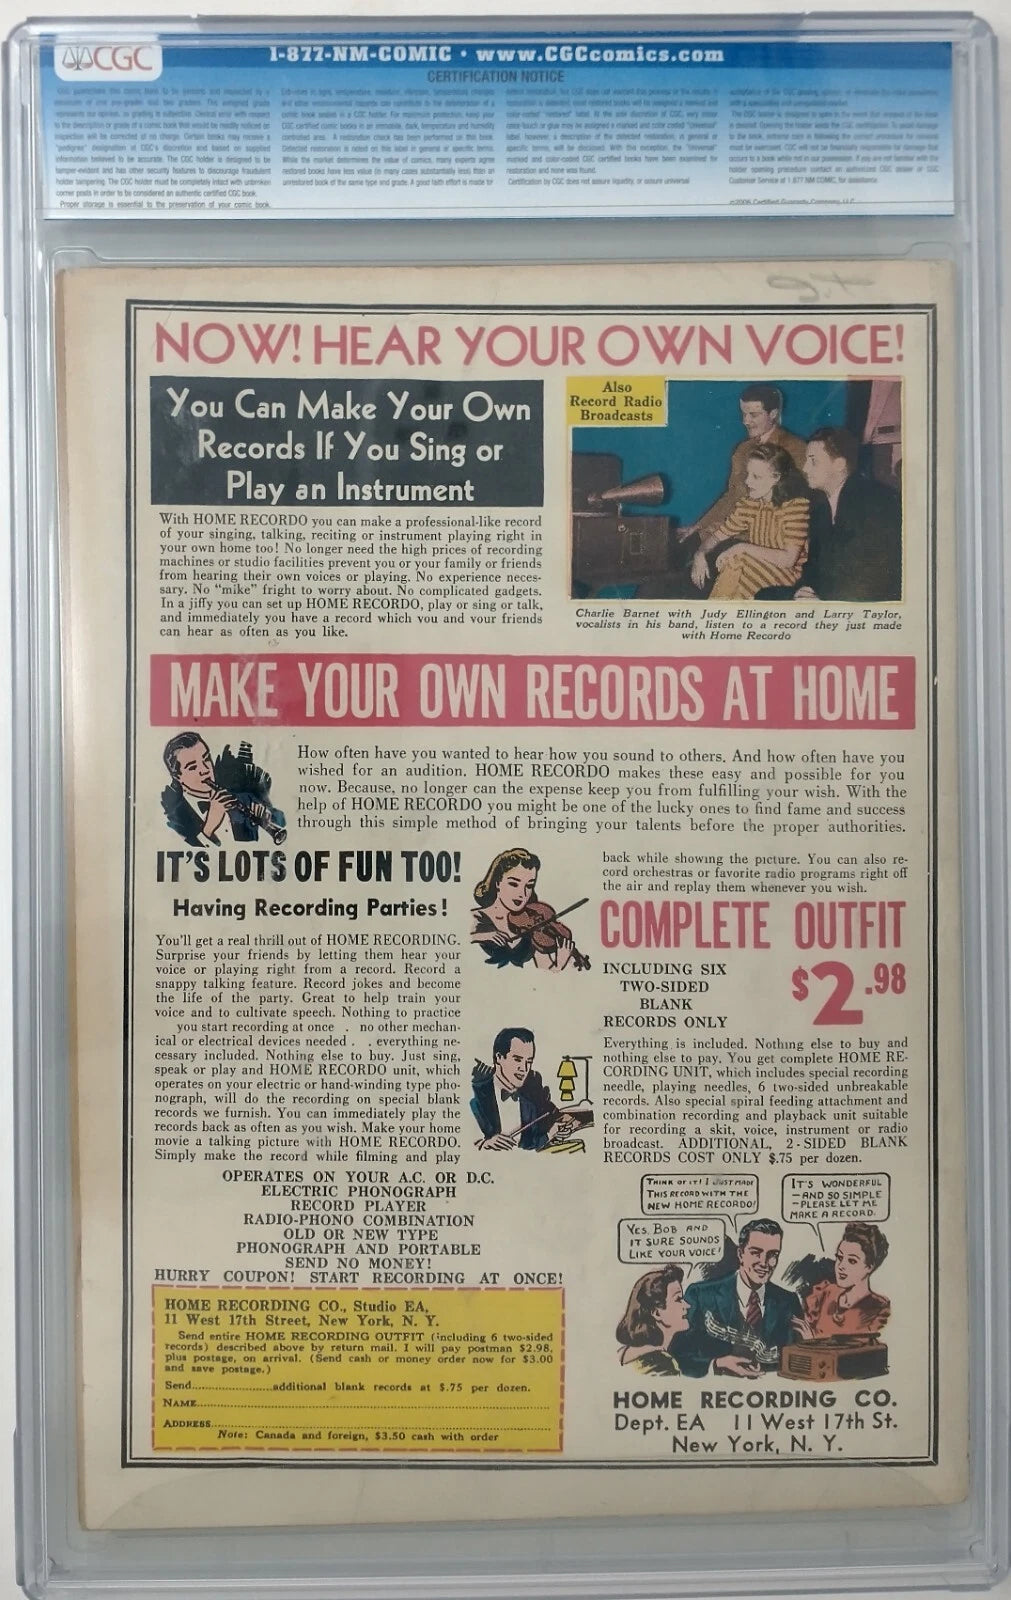 CGC
1-877-NM-COMIC • www.CGCcomics.com
CERTIFICATION NOTICE
Proper storage is essential to the preservation of your comic book.
Certification by CGC does not assure liquidity, or assure universal
Customer Service at 1.877 NM COMIC, for assistance.
NOW! HEAR YOUR OWN VOICE!
You Can Make Your Own
Records If You Sing or
Play an Instrument
Also
Record Radio
Broadcasts
With HOME RECORDO you can make a professional-like record
of your singing, talking, reciting or instrument playing right in
your own home too! No longer need the high prices of recording
machines or studio facilities prevent you or your family or friends
from hearing their own voices or playing. No experience neces-
sary. No "mike" fright to worry about. No complicated gadgets.
In a jiffy you can set up HOME RECORDO, play or sing or talk,
and immediately you have a record which you and your friends
can hear as often as you like.
Charlie Barnet with Judy Ellington and Larry Taylor,
vocalists in his band, listen to a record they just made
with Home Recordo
MAKE YOUR OWN RECORDS AT HOME
How often have you wanted to hear how you sound to others. And how often have you
wished for an audition. HOME RECORDO makes these easy and possible for you
now. Because, no longer can the expense keep you from fulfilling your wish. With the
help of HOME RECORDO you might be one of the lucky ones to find fame and success
through this simple method of bringing your talents before the proper authorities.
IT'S LOTS OF FUN TOO!
Having Recording Parties!
You'll get a real thrill out of HOME RECORDING.
Surprise your friends by letting them hear your
voice or playing right from a record. Record a
snappy talking feature. Record jokes and become
the life of the party. Great to help train your
voice and to cultivate speech. Nothing to practice
you start recording at once . no other mechan-
ical or electrical devices needed . . everything ne-
cessary included. Nothing else to buy. Just sing,
speak or play and HOME RECORDO unit, which
operates on your electric or hand-winding type pho-
nograph, will do the recording on special blank
records we furnish. You can immediately play the
records back as often as you wish. Make your home
movie a talking picture with HOME RECORDO.
Simply make the record while filming and play
back while showing the picture. You can also re-
cord orchestras or favorite radio programs right off
the air and replay them whenever you wish.
COMPLETE OUTFIT
INCLUDING SIX
TWO-SIDED
BLANK
RECORDS ONLY
$2.98
Everything is included. Nothing else to buy and
nothing else to pay. You get complete HOME RE-
CORDING UNIT, which includes special recording
needle, playing needles, 6 two-sided unbreakable
records. Also special spiral feeding attachment and
combination recording and playback unit suitable
for recording a skit, voice, instrument or radio
broadcast. ADDITIONAL, 2-SIDED BLANK
RECORDS COST ONLY $.75 per dozen.
OPERATES ON YOUR A.C. OR D.C.
ELECTRIC PHONOGRAPH
RECORD PLAYER
RADIO-PHONO COMBINATION
OLD OR NEW TYPE
PHONOGRAPH AND PORTABLE
SEND NO MONEY!
HURRY COUPON! START RECORDING AT ONCE!
THINK OF IT! I JUST MADE
THIS RECORD WITH THE
NEW HOME RECORDO!
IT'S WONDERFUL
—AND SO SIMPLE
—PLEASE LET ME
MAKE A RECORD.
YES, BOB AND
IT SURE SOUNDS
LIKE YOUR VOICE!
HOME RECORDING CO., Studio EA,
11 West 17th Street, New York, N. Y.
Send entire HOME RECORDING OUTFIT (including 6 two-sided
records) described above by return mail. I will pay postman $2.98,
plus postage, on arrival. (Send cash or money order now for $3.00
and save postage.)
Send....................additional blank records at $.75 per dozen.
NAME
ADDRESS
Note: Canada and foreign, $3.50 cash with order
HOME RECORDING CO.
Dept. EA 11 West 17th St.
New York, N. Y.